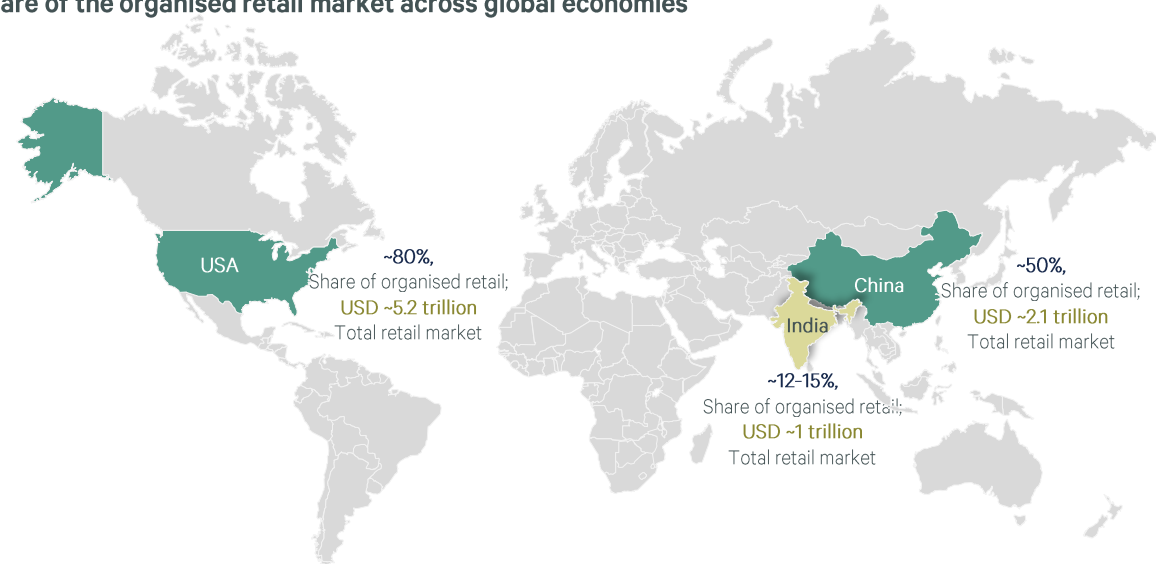 are of the organised retail market across global economies
USA
~80%,
Share of organised retail;
USD ~5.2 trillion
Total retail market
China
~50%,
Share of organised retail;
USD ~2.1 trillion
Total retail market
India
~12-15%,
Share of organised retail;
USD ~1 trillion
Total retail market